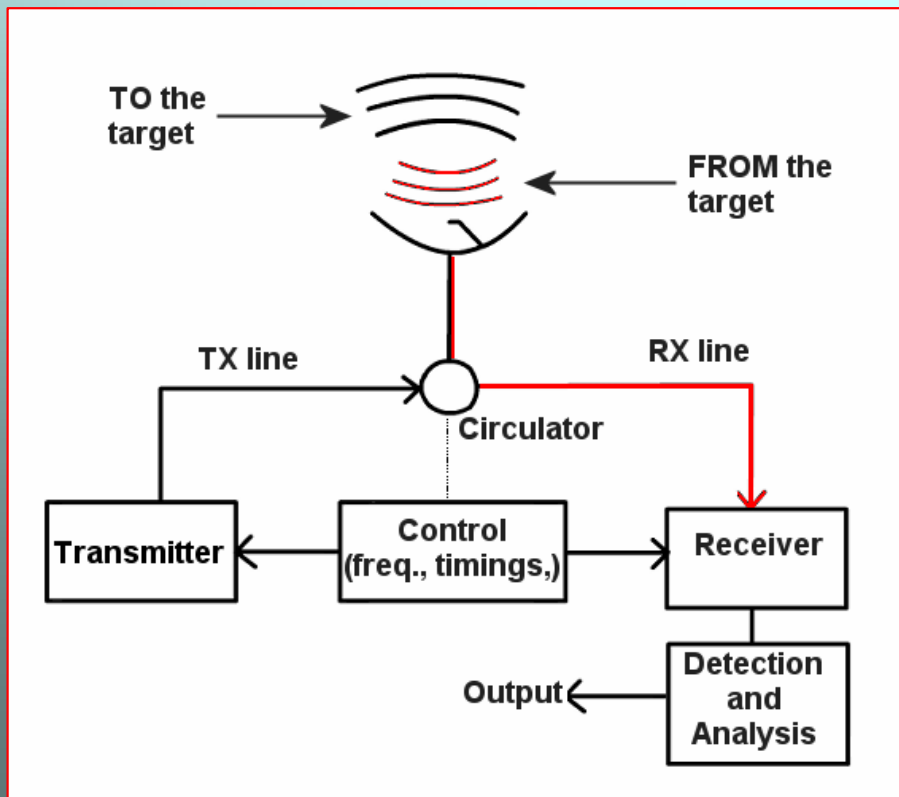 TO the
target
FROM the
target
TX line
RX line
Circulator
Transmitter
Control
(freq., timings,)
Receiver
Detection
and
Analysis
Output